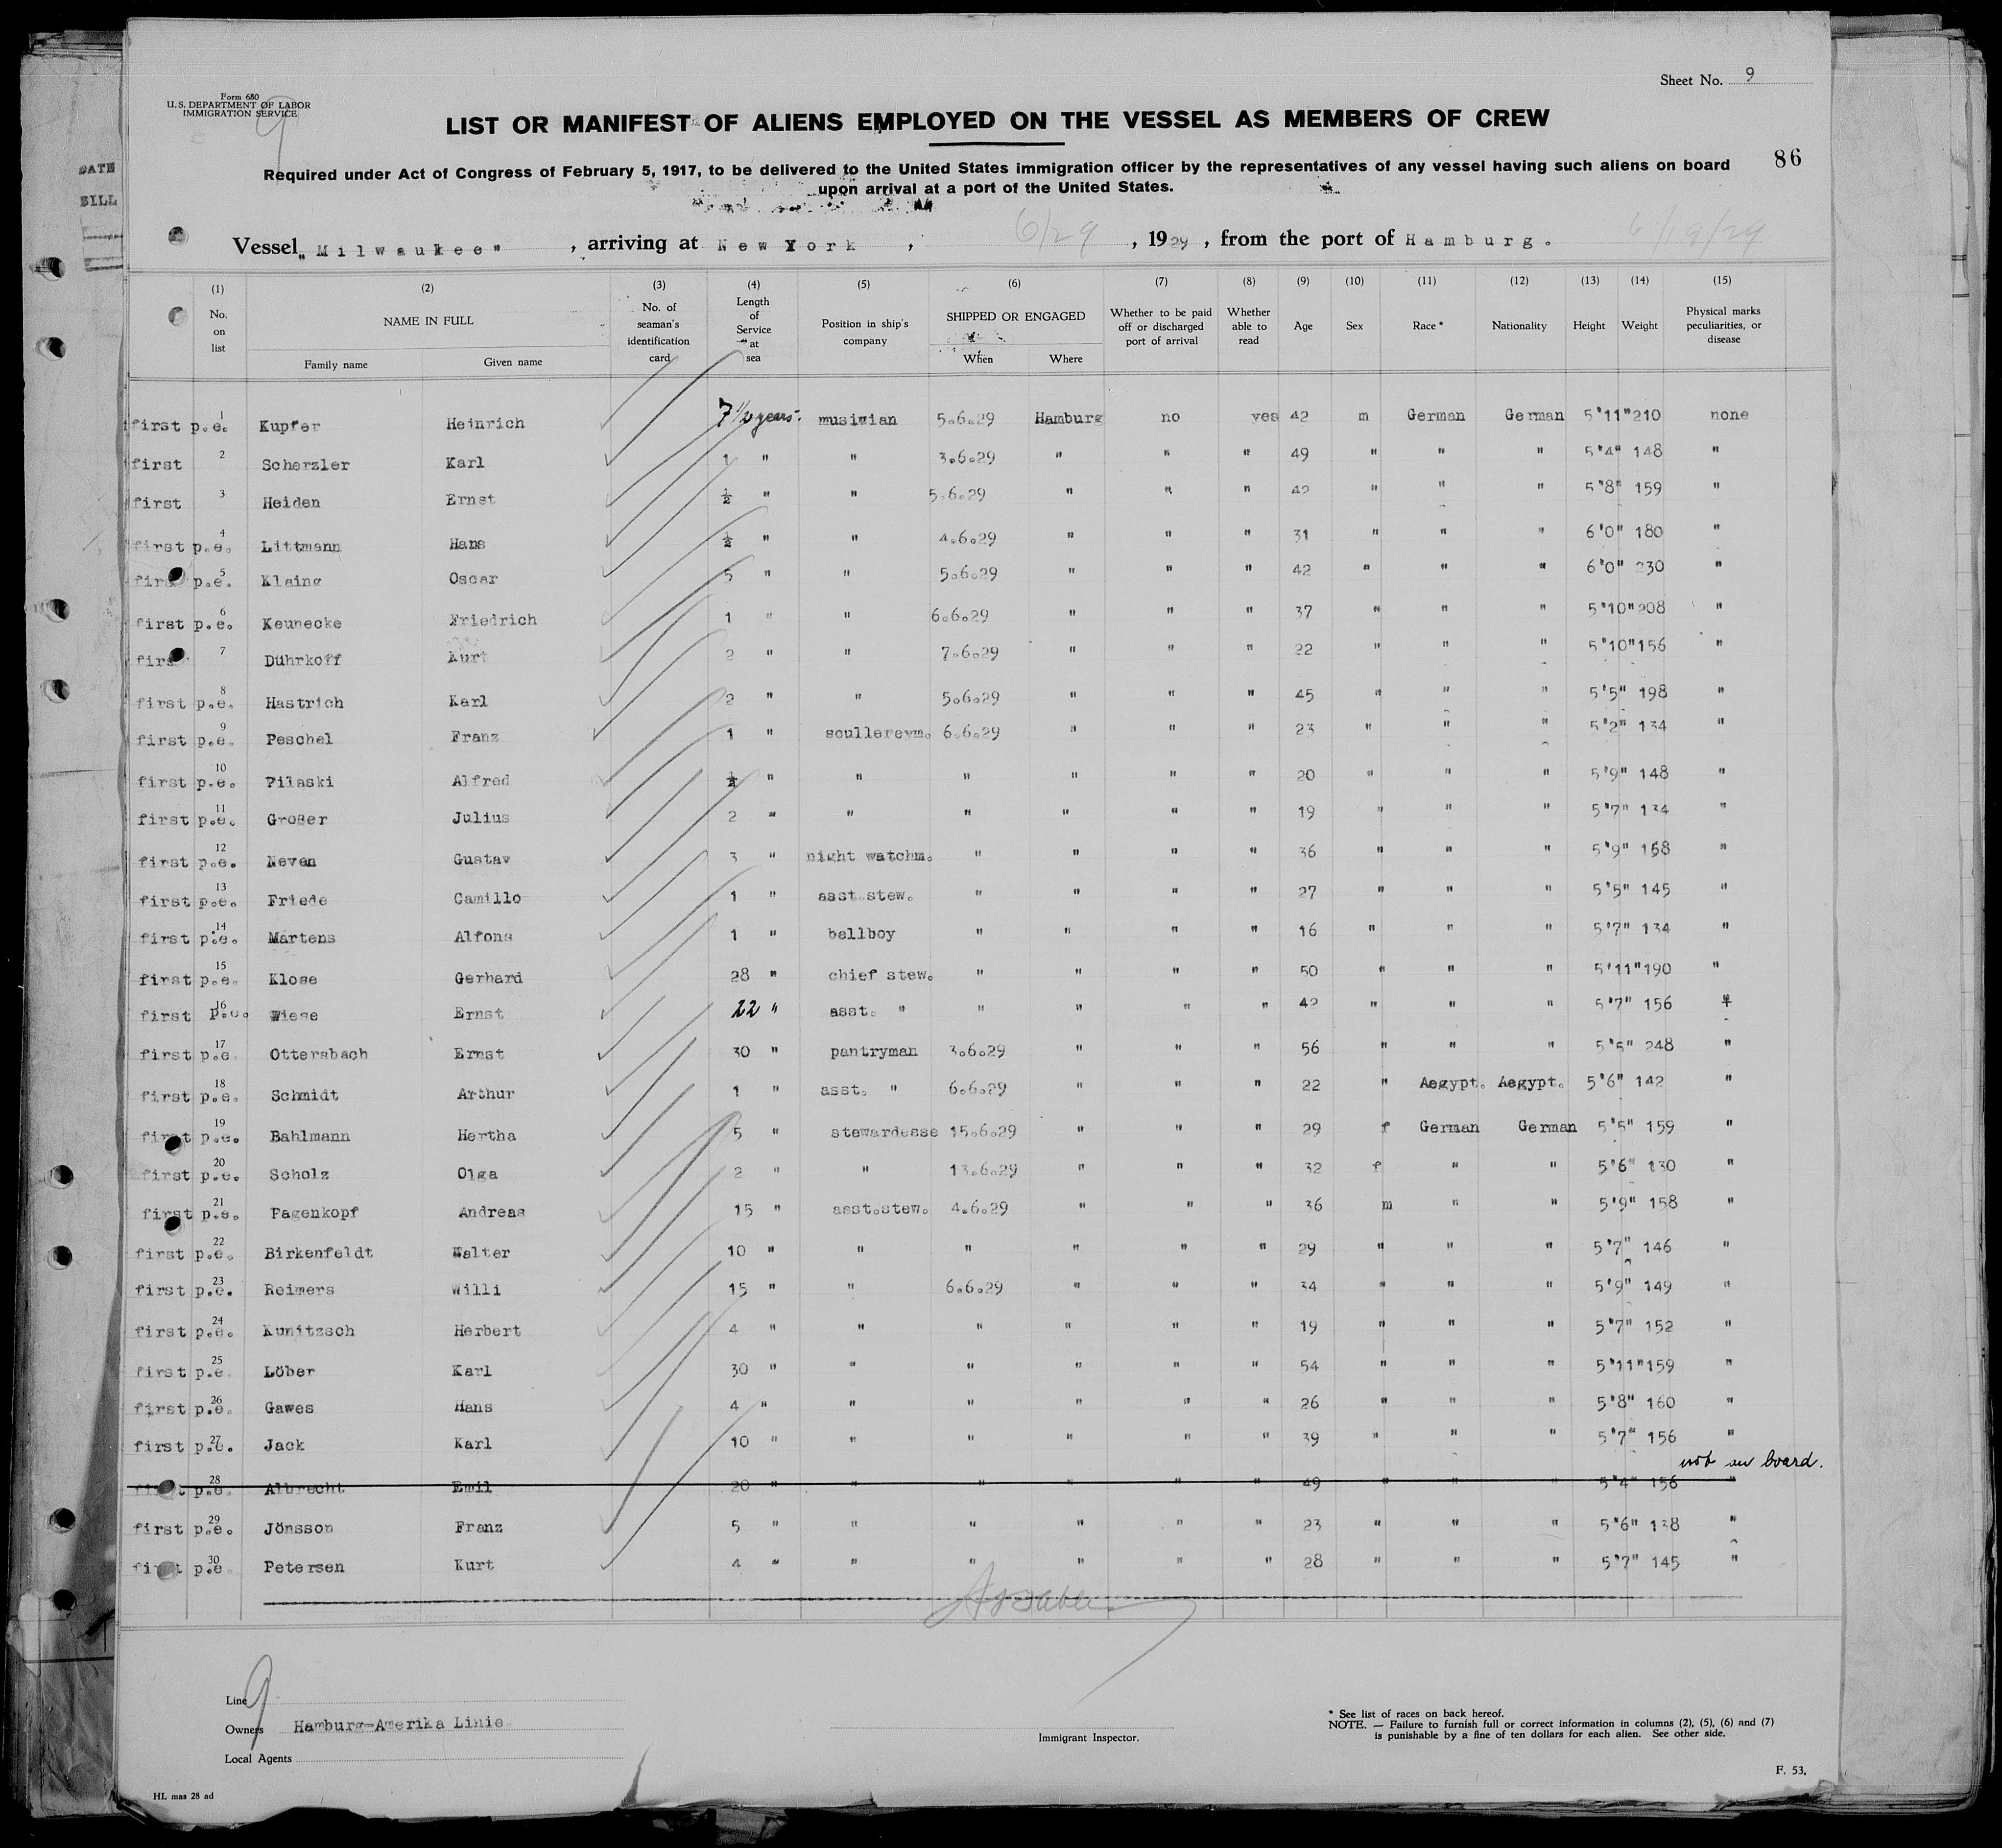 Sheet No. 9
Form 680
U.S. DEPARTMENT OF LABOR
IMMIGRATION SERVICE
9
LIST OR MANIFEST OF ALIENS EMPLOYED ON THE VESSEL AS MEMBERS OF CREW
86
Required under Act of Congress of February 5, 1917, to be delivered to the United States immigration officer by the representatives of any vessel having such aliens on board
upon arrival at a port of the United States.
DATE
BILL
Vessel "Milwaukee" , arriving at New York , 6/29 , 1929 , from the port of Hamburg. 6/19/29
(1) (2) (3) (4) (5) (6) (7) (8) (9) (10) (11) (12) (13) (14) (15)
No. on list NAME IN FULL No. of seaman's identification card Length of Service at sea Position in ship's company SHIPPED OR ENGAGED Whether to be paid off or discharged port of arrival Whether able to read Age Sex Race * Nationality Height Weight Physical marks peculiarities, or disease
Family name Given name When Where
first p.e. 1 Kupfer Heinrich 7 1/2 years. musiwian 5.6.29 Hamburg no yes 42 m German German 5'11" 210 none
first 2 Scherzler Karl 1 " " 3.6.29 " " " 49 " " " 5'4" 148 "
first 3 Heiden Ernst ½ " " 5.6.29 " " " 42 " " " 5'8" 159 "
first p.e. 4 Littmann Hans ½ " " 4.6.29 " " " 31 " " " 6'0" 180 "
first p.e. 5 Klaing Oscar 5 " " 5.6.29 " " " 42 " " " 6'0" 230 "
first p.e. 6 Keunecke Friedrich 1 " " 6.6.29 " " " 37 " " " 5'10" 208 "
first 7 Dührkoff Kurt 2 " " 7.6.29 " " " 22 " " " 5'10" 156 "
first p.e. 8 Hastrich Karl 2 " " 5.6.29 " " " 45 " " " 5'5" 198 "
first p.e. 9 Peschel Franz 1 " scullereym. 6.6.29 " " " 23 " " " 5'2" 134 "
first p.e. 10 Pilaski Alfred ½ " " " " " " 20 " " " 5'9" 148 "
first p.e. 11 Großer Julius 2 " " " " " " 19 " " " 5'7" 134 "
first p.e. 12 Neven Gustav 3 " night watchm. " " " " 36 " " " 5'9" 158 "
first p.e. 13 Friede Camillo 1 " asst.stew. " " " " 27 " " " 5'5" 145 "
first p.e. 14 Martens Alfons 1 " bellboy " " " " 16 " " " 5'7" 134 "
first p.e. 15 Klose Gerhard 28 " chief stew. " " " " 50 " " " 5'11" 190 "
first p.e. 16 Wiese Ernst 22 " asst. " " " " " 42 " " " 5'7" 156 "
first p.e. 17 Ottersbach Ernst 30 " pantryman 3.6.29 " " " 56 " " " 5'5" 248 "
first p.e. 18 Schmidt Arthur 1 " asst. " 6.6.29 " " " 22 " Aegypt. Aegypt. 5'6" 142 "
first p.e. 19 Bahlmann Hertha 5 " stewardesse 15.6.29 " " " 29 f German German 5'5" 159 "
first p.e. 20 Scholz Olga 2 " " 13.6.29 " " " 32 f " " 5'6" 130 "
first p.e. 21 Pagenkopf Andreas 15 " asst.stew. 4.6.29 " " " 36 m " " 5'9" 158 "
first p.e. 22 Birkenfeldt Walter 10 " " " " " " 29 " " " 5'7" 146 "
first p.e. 23 Reimers Willi 15 " " 6.6.29 " " " 34 " " " 5'9" 149 "
first p.e. 24 Kunitzsch Herbert 4 " " " " " " 19 " " " 5'7" 152 "
first p.e. 25 Löber Karl 30 " " " " " " 54 " " " 5'11" 159 "
first p.e. 26 Gawes Hans 4 " " " " " " 26 " " " 5'8" 160 "
first p.e. 27 Jack Karl 10 " " " " " " 39 " " " 5'7" 156 "
not on board.
first p.e. 28 Albrecht Emil 20 " " " " " " 49 " " " 5'4" 156 "
first p.e. 29 Jönsson Franz 5 " " " " " " 23 " " " 5'6" 138 "
first p.e. 30 Petersen Kurt 4 " " " " " " 28 " " " 5'7" 145 "
9
Line
Owners Hamburg-Amerika Linie
Local Agents
Immigrant Inspector.
* See list of races on back hereof.
NOTE. — Failure to furnish full or correct information in columns (2), (5), (6) and (7)
is punishable by a fine of ten dollars for each alien. See other side.
F. 53.
HL mas 28 ad